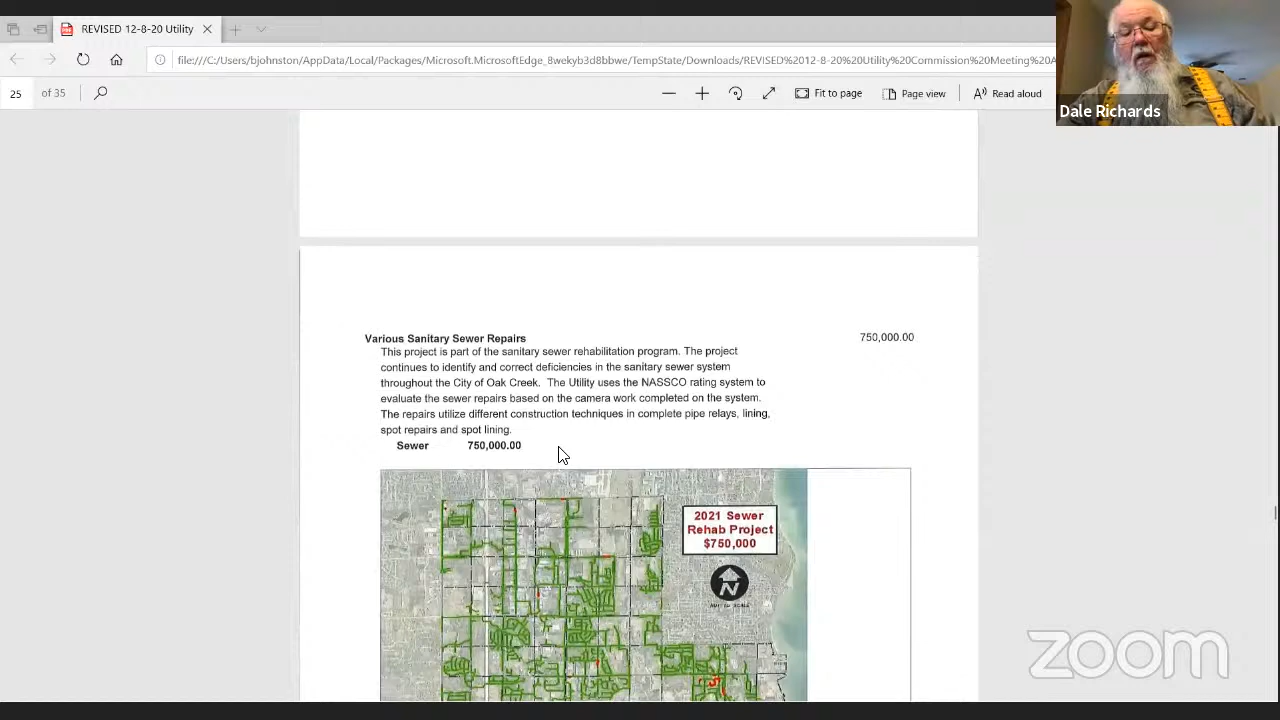 REVISED 12-8-20 Utility
file:///C:/Users/bjohnston/AppData/Local/Packages/Microsoft.MicrosoftEdge_8wekyb3d8bbwe/TempState/Downloads/REVISED%2012-8-20%20Utility%20Commission%20Meeting%20A
25 of 35
Fit to page
Page view
Read aloud
Dale Richards
Various Sanitary Sewer Repairs 750,000.00
This project is part of the sanitary sewer rehabilitation program. The project
continues to identify and correct deficiencies in the sanitary sewer system
throughout the City of Oak Creek. The Utility uses the NASSCO rating system to
evaluate the sewer repairs based on the camera work completed on the system.
The repairs utilize different construction techniques in complete pipe relays, lining,
spot repairs and spot lining.
Sewer 750,000.00
2021 Sewer
Rehab Project
$750,000
N
zoom